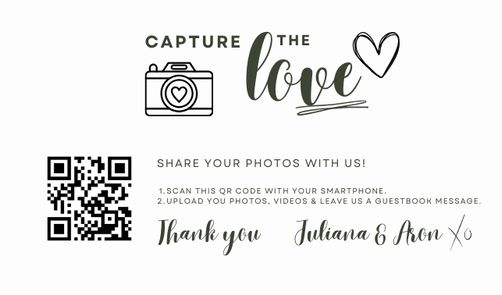 CAPTURE THE
love
SHARE YOUR PHOTOS WITH US!
1.SCAN THIS QR CODE WITH YOUR SMARTPHONE.
2.UPLOAD YOU PHOTOS, VIDEOS & LEAVE US A GUESTBOOK MESSAGE.
Thank you Juliana & Aron Xo